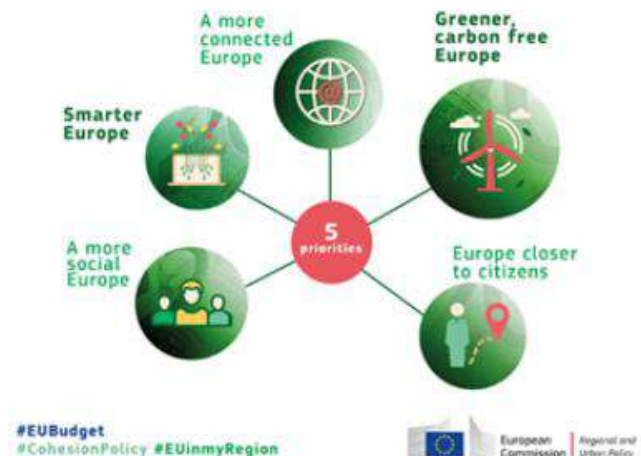 A more
connected
Europe
Greener,
carbon free
Europe
Smarter
Europe
5
priorities
A more
social
Europe
Europe closer
to citizens
#EUBudget
#CohesionPolicy #EUinmyRegion
European
Commission
Regional and
Urban Policy